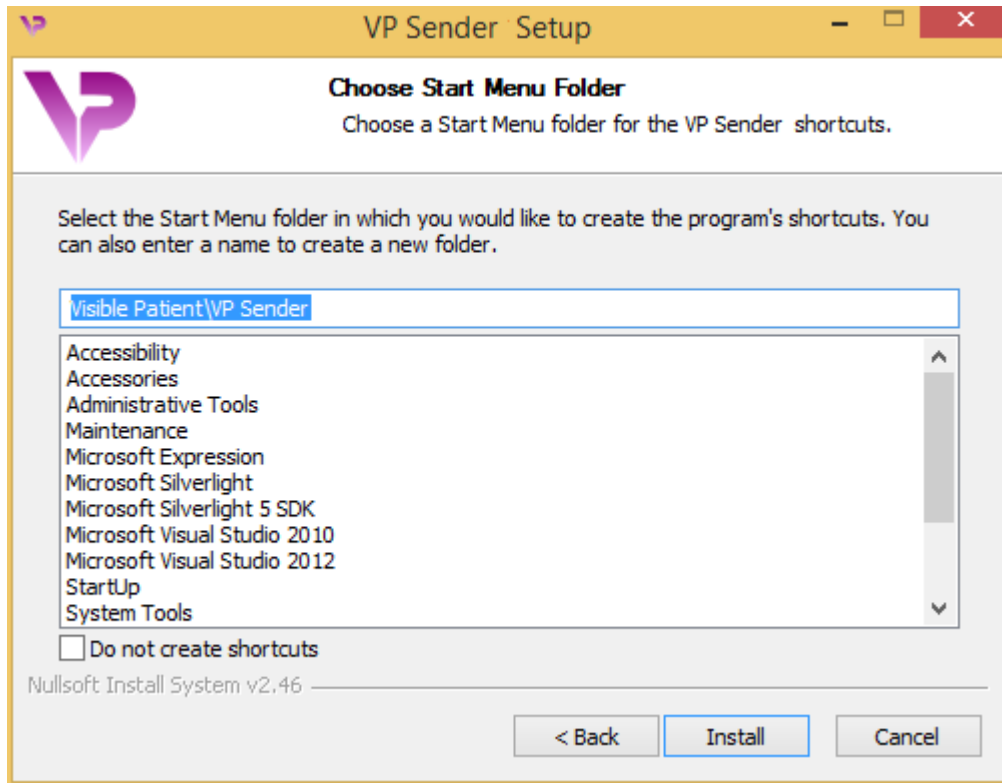 VP Sender Setup
VP
Choose Start Menu Folder
Choose a Start Menu folder for the VP Sender shortcuts.
Select the Start Menu folder in which you would like to create the program's shortcuts. You
can also enter a name to create a new folder.
Visible Patient\VP Sender
Accessibility
Accessories
Administrative Tools
Maintenance
Microsoft Expression
Microsoft Silverlight
Microsoft Silverlight 5 SDK
Microsoft Visual Studio 2010
Microsoft Visual Studio 2012
StartUp
System Tools
Do not create shortcuts
Nullsoft Install System v2.46
< Back
Install
Cancel